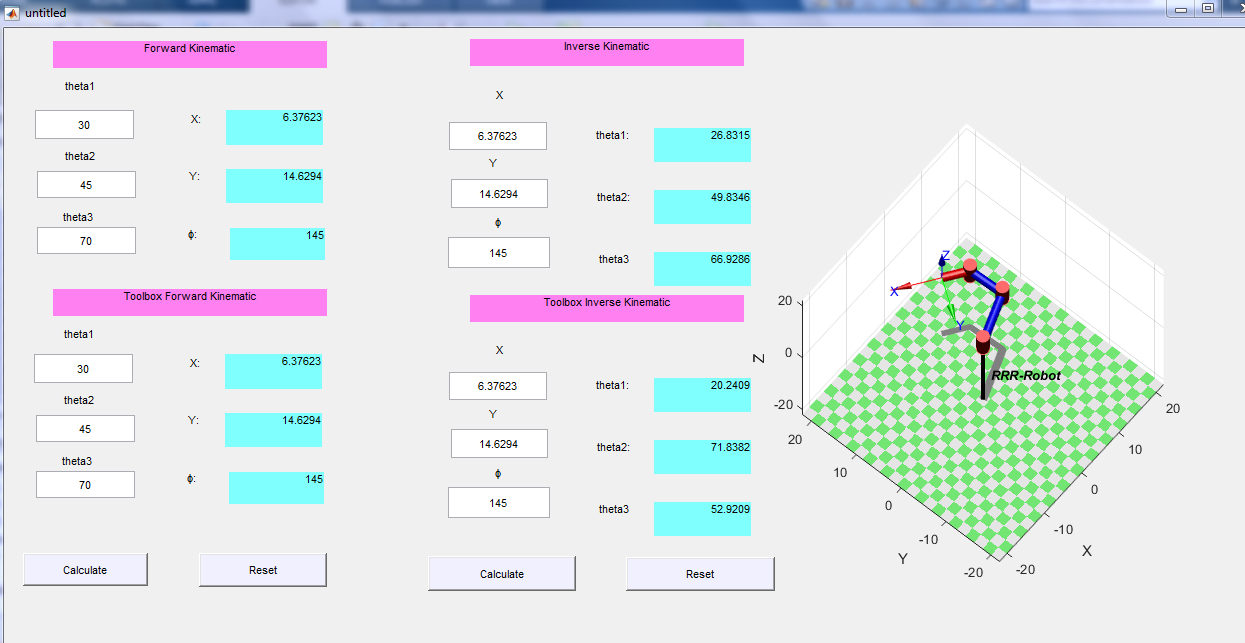 untitled
Forward Kinematic
theta1
30
theta2
45
theta3
70
X: 6.37623
Y: 14.6294
ϕ: 145
Toolbox Forward Kinematic
theta1
30
theta2
45
theta3
70
X: 6.37623
Y: 14.6294
ϕ: 145
Calculate
Reset
Inverse Kinematic
X
6.37623
Y
14.6294
ϕ
145
theta1: 26.8315
theta2: 49.8346
theta3 66.9286
Toolbox Inverse Kinematic
X
6.37623
Y
14.6294
ϕ
145
theta1: 20.2409
theta2: 71.8382
theta3 52.9209
Calculate
Reset
Z
X
Y
RRR-Robot
20
0
-20
Z
20
10
0
-10
-20
Y
20
10
0
-10
-20
X